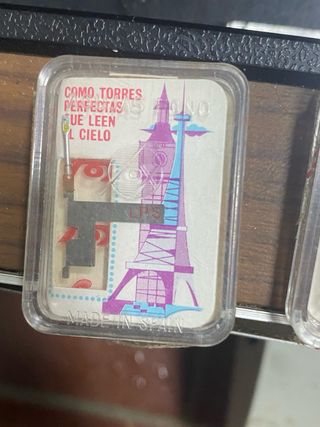 COMO TORRES
PERFECTAS
QUE LEEN
EL CIELO
MADE IN SPAIN